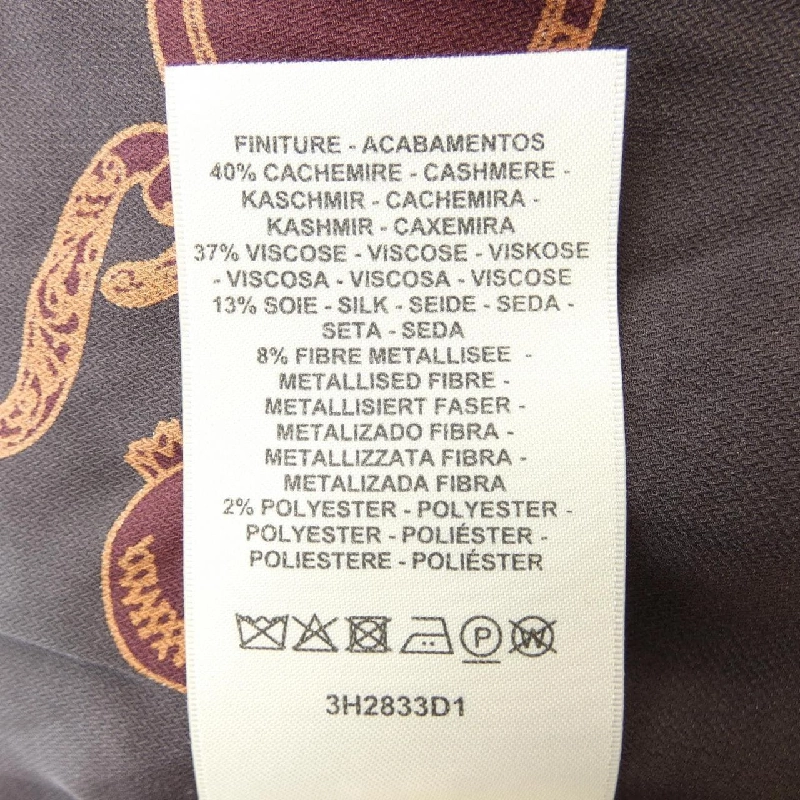 FINITURE - ACABAMENTOS
40% CACHEMIRE - CASHMERE -
KASCHMIR - CACHEMIRA -
KASHMIR - CAXEMIRA
37% VISCOSE - VISCOSE - VISKOSE
- VISCOSA - VISCOSA - VISCOSE
13% SOIE - SILK - SEIDE - SEDA -
SETA - SEDA
8% FIBRE METALLISEE -
METALLISED FIBRE -
METALLISIERT FASER -
METALIZADO FIBRA -
METALLIZZATA FIBRA -
METALIZADA FIBRA
2% POLYESTER - POLYESTER -
POLYESTER - POLIÉSTER -
POLIESTERE - POLIÉSTER
P W
3H2833D1